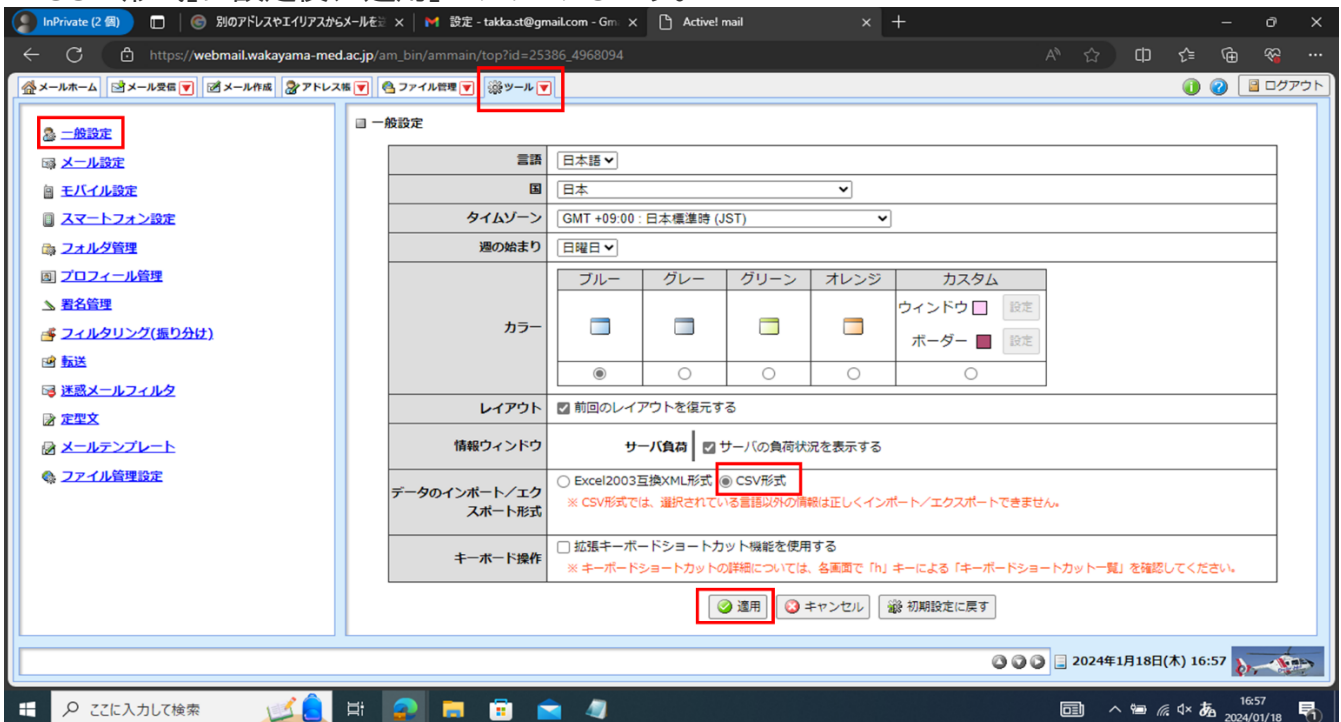 InPrivate (2 個)
別のアドレスやエイリアスからメールを
設定 - takka.st@gmail.com - Gm
Active! mail
https://webmail.wakayama-med.ac.jp/am_bin/ammain/top?id=25386_4968094
メールホーム メール受信 メール作成 アドレス帳 ファイル管理 ツール ログアウト
一般設定
メール設定
モバイル設定
スマートフォン設定
フォルダ管理
プロフィール管理
署名管理
フィルタリング(振り分け)
転送
迷惑メールフィルタ
定型文
メールテンプレート
ファイル管理設定
一般設定
言語 日本語
国 日本
タイムゾーン GMT +09:00 : 日本標準時 (JST)
週の始まり 日曜日
カラー
ブルー グレー グリーン オレンジ カスタム
ウィンドウ 設定
ボーダー 設定
レイアウト 前回のレイアウトを復元する
情報ウィンドウ サーバ負荷 サーバの負荷状況を表示する
データのインポート／エクスポート形式
Excel2003互換XML形式 CSV形式
※ CSV形式では、選択されている言語以外の情報は正しくインポート／エクスポートできません。
キーボード操作
拡張キーボードショートカット機能を使用する
※ キーボードショートカットの詳細については、各画面で「h」キーによる「キーボードショートカット一覧」を確認してください。
適用 キャンセル 初期設定に戻す
2024年1月18日(木) 16:57
ここに入力して検索
あ
16:57
2024/01/18